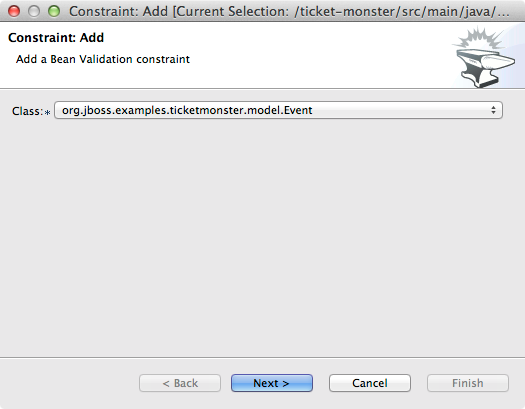 Constraint: Add [Current Selection: /ticket-monster/src/main/java/...
Constraint: Add
Add a Bean Validation constraint
Class:* org.jboss.examples.ticketmonster.model.Event
< Back Next > Cancel Finish